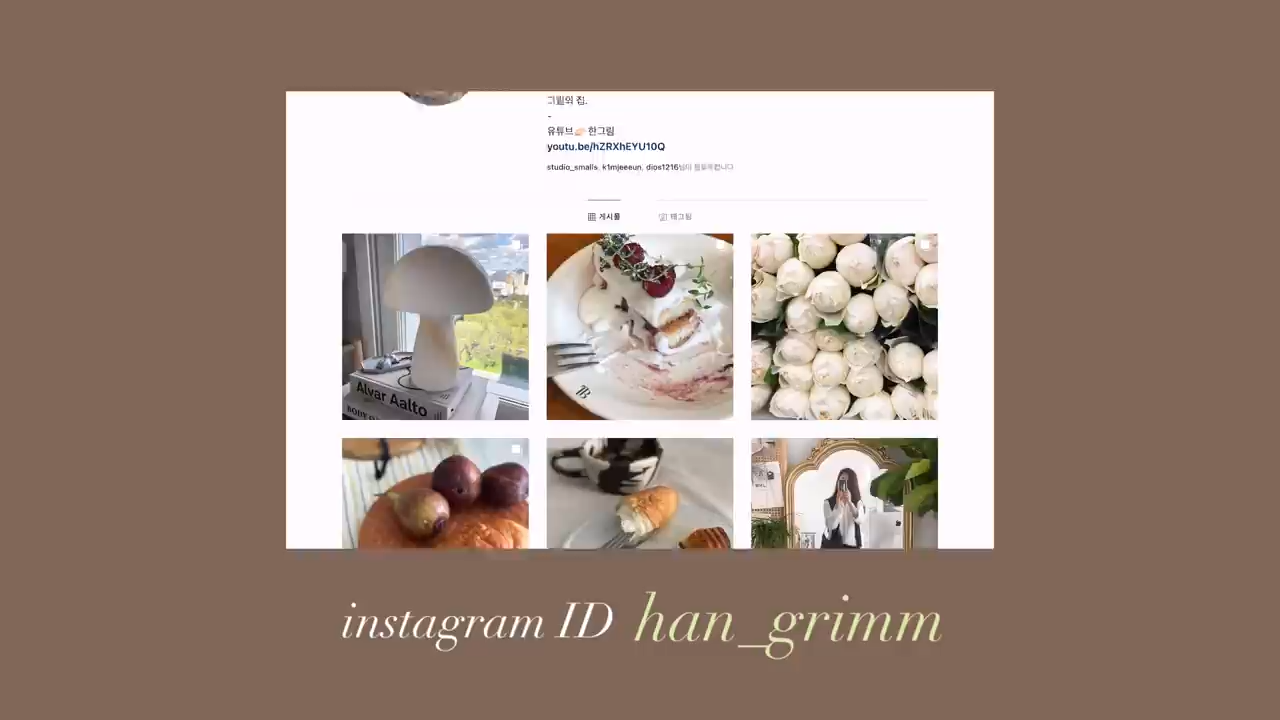 그림의 집.
-
유튜브 한그림
youtu.be/hZRXhEYU10Q
studio_smalls, k1mjeeeun, dios1216님이 팔로우합니다
게시물 태그됨
Alvar Aalto
instagram ID han_grimm